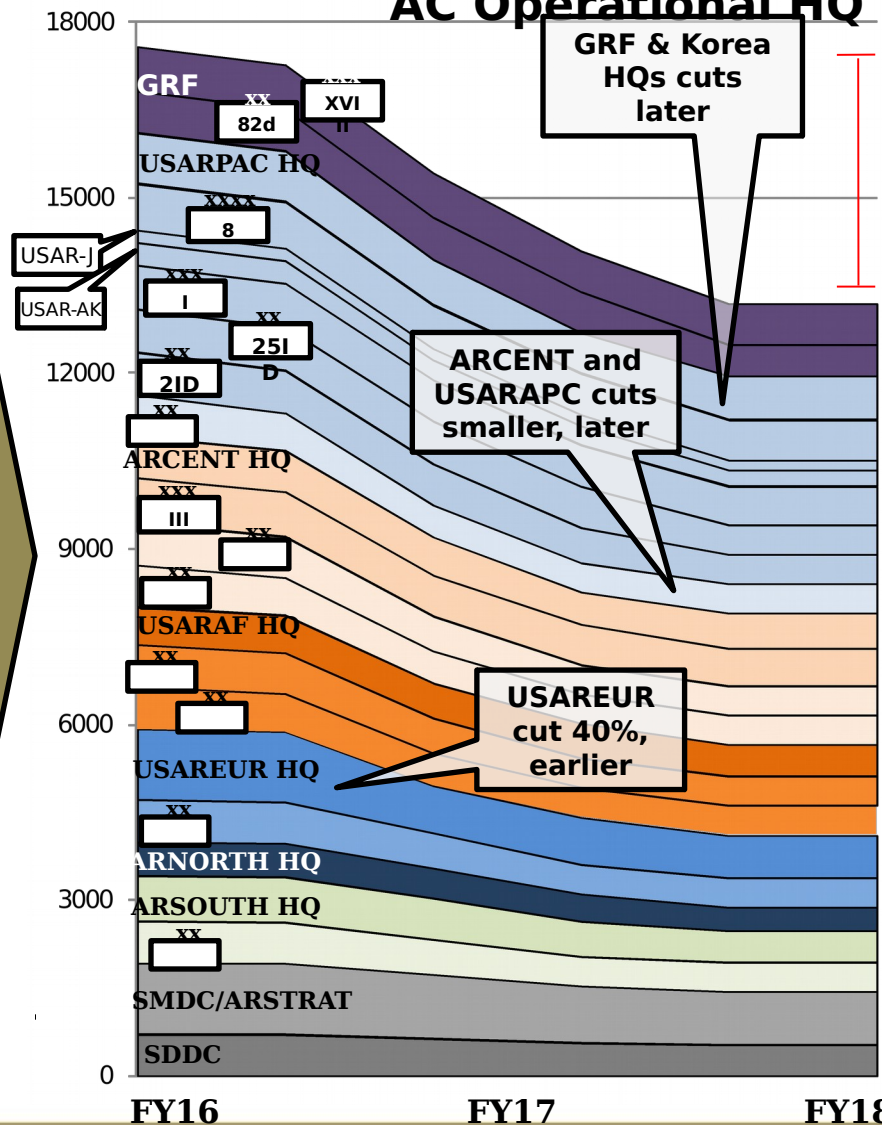 AC Operational HQ
18000
15000
12000
9000
6000
3000
0
GRF & Korea
HQs cuts
later
GRF
XXX
XVI
II
XX
82d
USARPAC HQ
XXXX
8
USAR-J
USAR-AK
XXX
I
XX
25I
D
XX
2ID
XX
ARCENT and
USARAPC cuts
smaller, later
ARCENT HQ
XXX
III
XX
XX
USARAF HQ
XX
XX
USAREUR
cut 40%,
earlier
USAREUR HQ
XX
ARNORTH HQ
ARSOUTH HQ
XX
SMDC/ARSTRAT
SDDC
FY16
FY17
FY18